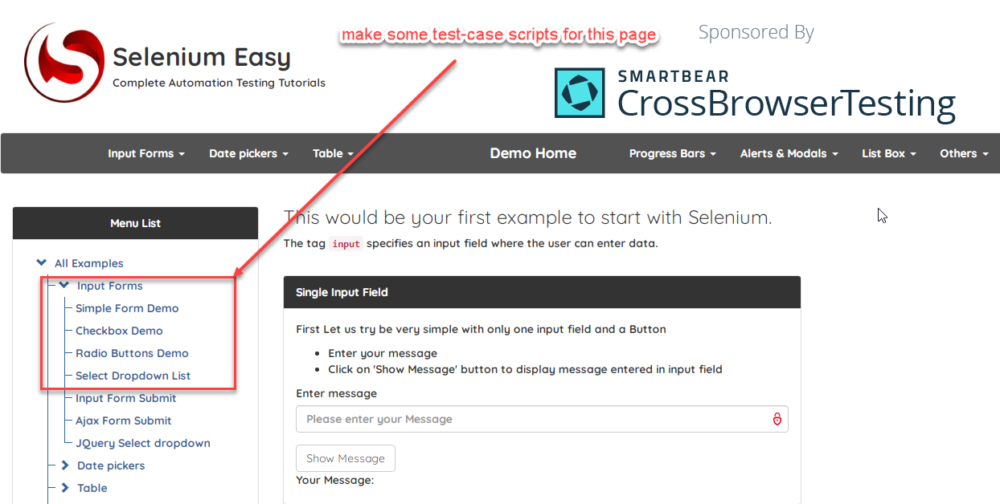 make some test-case scripts for this page
Sponsored By
Selenium Easy
Complete Automation Testing Tutorials
SMARTBEAR
CrossBrowserTesting
Input Forms Date pickers Table Demo Home Progress Bars Alerts & Modals List Box Others
Menu List
All Examples
Input Forms
Simple Form Demo
Checkbox Demo
Radio Buttons Demo
Select Dropdown List
Input Form Submit
Ajax Form Submit
JQuery Select dropdown
Date pickers
Table
This would be your first example to start with Selenium.
The tag input specifies an input field where the user can enter data.
Single Input Field
First Let us try be very simple with only one input field and a Button
• Enter your message
• Click on 'Show Message' button to display message entered in input field
Enter message
Please enter your Message
Show Message
Your Message: